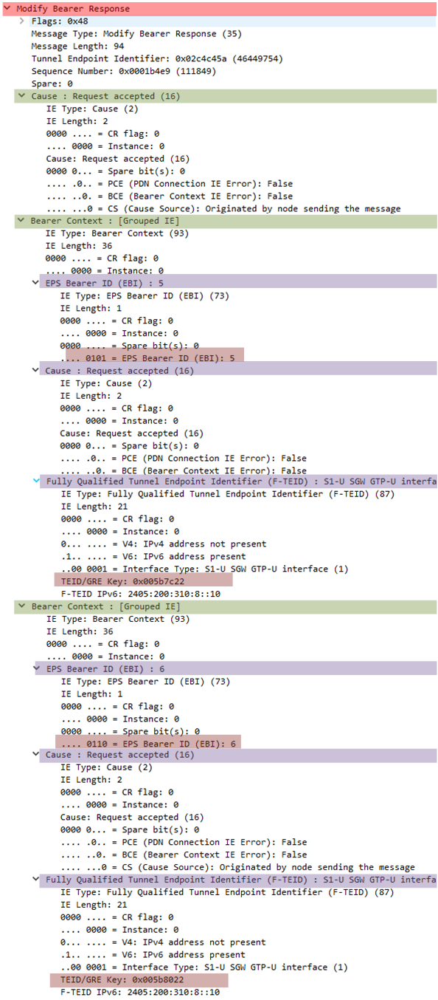 Modify Bearer Response
Flags: 0x48
Message Type: Modify Bearer Response (35)
Message Length: 94
Tunnel Endpoint Identifier: 0x02c4c45a (46449754)
Sequence Number: 0x0001b4e9 (111849)
Spare: 0
Cause : Request accepted (16)
IE Type: Cause (2)
IE Length: 2
0000 .... = CR flag: 0
.... 0000 = Instance: 0
Cause: Request accepted (16)
0000 0... = Spare bit(s): 0
.... .0.. = PCE (PDN Connection IE Error): False
.... ..0. = BCE (Bearer Context IE Error): False
.... ...0 = CS (Cause Source): Originated by node sending the message
Bearer Context : [Grouped IE]
IE Type: Bearer Context (93)
IE Length: 36
0000 .... = CR flag: 0
.... 0000 = Instance: 0
EPS Bearer ID (EBI) : 5
IE Type: EPS Bearer ID (EBI) (73)
IE Length: 1
0000 .... = CR flag: 0
.... 0000 = Instance: 0
0000 .... = Spare bit(s): 0
.... 0101 = EPS Bearer ID (EBI): 5
Cause : Request accepted (16)
IE Type: Cause (2)
IE Length: 2
0000 .... = CR flag: 0
.... 0000 = Instance: 0
Cause: Request accepted (16)
0000 0... = Spare bit(s): 0
.... .0.. = PCE (PDN Connection IE Error): False
.... ..0. = BCE (Bearer Context IE Error): False
Fully Qualified Tunnel Endpoint Identifier (F-TEID) : S1-U SGW GTP-U interfa
IE Type: Fully Qualified Tunnel Endpoint Identifier (F-TEID) (87)
IE Length: 21
0000 .... = CR flag: 0
.... 0000 = Instance: 0
0... .... = V4: IPv4 address not present
.1.. .... = V6: IPv6 address present
..00 0001 = Interface Type: S1-U SGW GTP-U interface (1)
TEID/GRE Key: 0x005b7c22
F-TEID IPv6: 2405:200:310:8::10
Bearer Context : [Grouped IE]
IE Type: Bearer Context (93)
IE Length: 36
0000 .... = CR flag: 0
.... 0000 = Instance: 0
EPS Bearer ID (EBI) : 6
IE Type: EPS Bearer ID (EBI) (73)
IE Length: 1
0000 .... = CR flag: 0
.... 0000 = Instance: 0
0000 .... = Spare bit(s): 0
.... 0110 = EPS Bearer ID (EBI): 6
Cause : Request accepted (16)
IE Type: Cause (2)
IE Length: 2
0000 .... = CR flag: 0
.... 0000 = Instance: 0
Cause: Request accepted (16)
0000 0... = Spare bit(s): 0
.... .0.. = PCE (PDN Connection IE Error): False
.... ..0. = BCE (Bearer Context IE Error): False
.... ...0 = CS (Cause Source): Originated by node sending the message
Fully Qualified Tunnel Endpoint Identifier (F-TEID) : S1-U SGW GTP-U interfa
IE Type: Fully Qualified Tunnel Endpoint Identifier (F-TEID) (87)
IE Length: 21
0000 .... = CR flag: 0
.... 0000 = Instance: 0
0... .... = V4: IPv4 address not present
.1.. .... = V6: IPv6 address present
..00 0001 = Interface Type: S1-U SGW GTP-U interface (1)
TEID/GRE Key: 0x005b8022
F-TEID IPv6: 2405:200:310:8::10